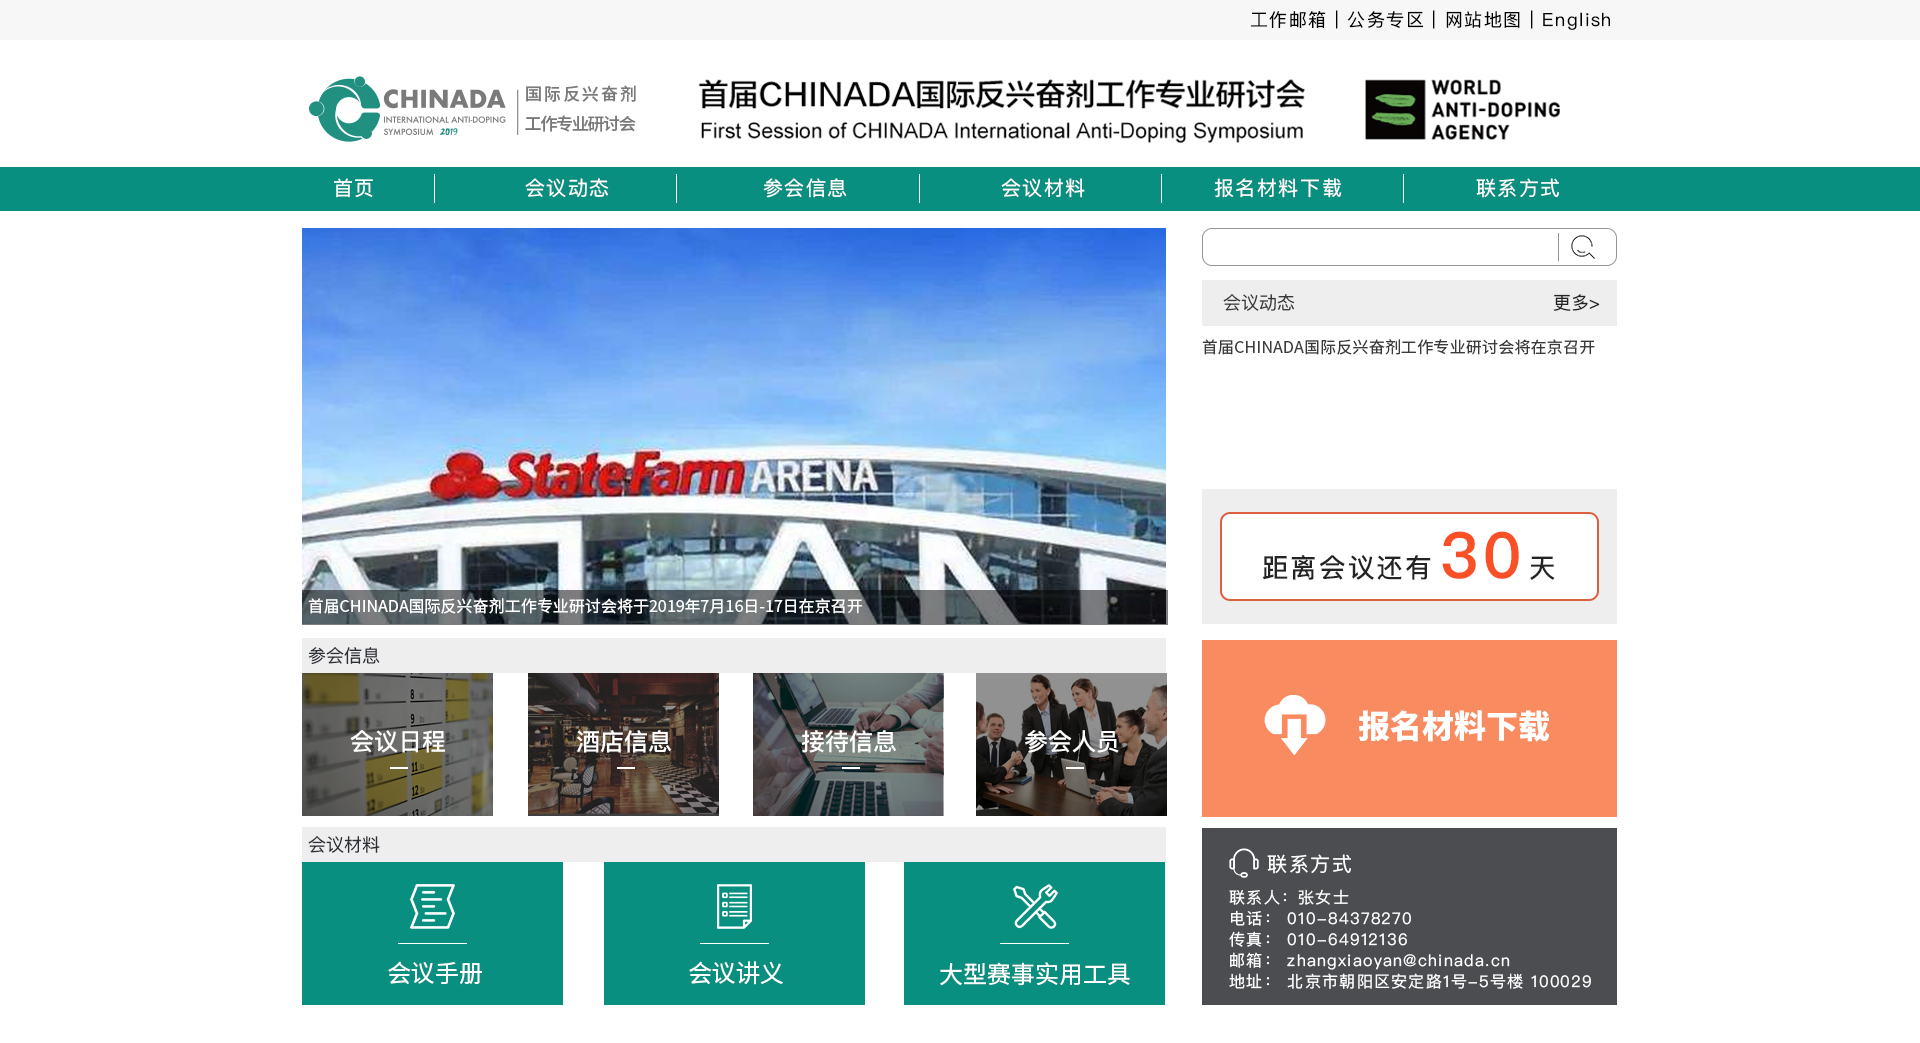 工作邮箱 | 公务专区 | 网站地图 | English
CHINADA
INTERNATIONAL ANTI-DOPING
SYMPOSIUM 2019
国际反兴奋剂
工作专业研讨会
首届CHINADA国际反兴奋剂工作专业研讨会
First Session of CHINADA International Anti-Doping Symposium
WORLD
ANTI-DOPING
AGENCY
首页 会议动态 参会信息 会议材料 报名材料下载 联系方式
StateFarm ARENA
首届CHINADA国际反兴奋剂工作专业研讨会将于2019年7月16日-17日在京召开
会议动态 更多>
首届CHINADA国际反兴奋剂工作专业研讨会将在京召开
距离会议还有 30 天
参会信息
会议日程
酒店信息
接待信息
参会人员
报名材料下载
会议材料
会议手册
会议讲义
大型赛事实用工具
联系方式
联系人：张女士
电话： 010-84378270
传真： 010-64912136
邮箱： zhangxiaoyan@chinada.cn
地址： 北京市朝阳区安定路1号-5号楼 100029